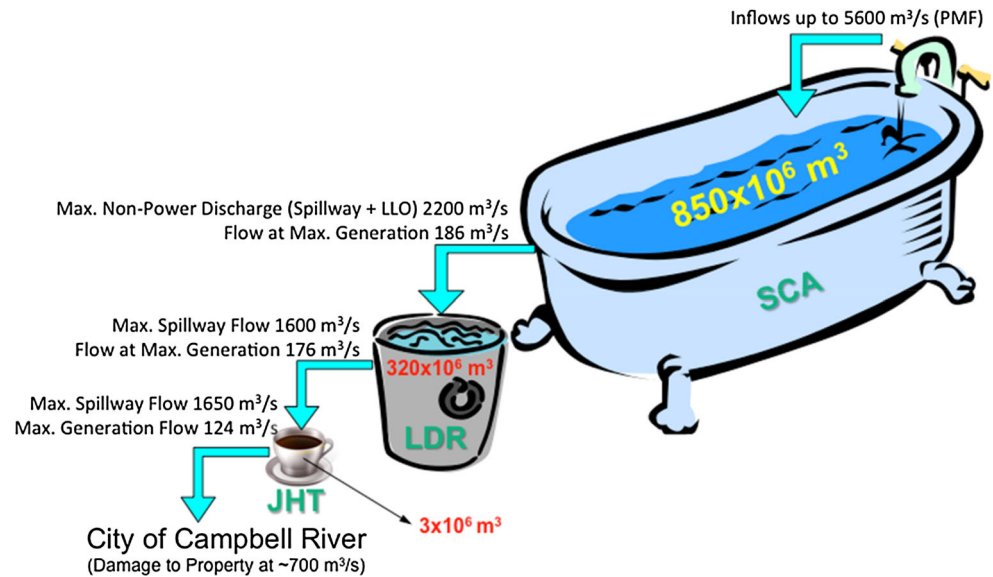 Inflows up to 5600 m³/s (PMF)
850x10⁶ m³
Max. Non-Power Discharge (Spillway + LLO) 2200 m³/s
Flow at Max. Generation 186 m³/s
SCA
Max. Spillway Flow 1600 m³/s
Flow at Max. Generation 176 m³/s
320x10⁶ m³
LDR
Max. Spillway Flow 1650 m³/s
Max. Generation Flow 124 m³/s
JHT
3x10⁶ m³
City of Campbell River
(Damage to Property at ~700 m³/s)